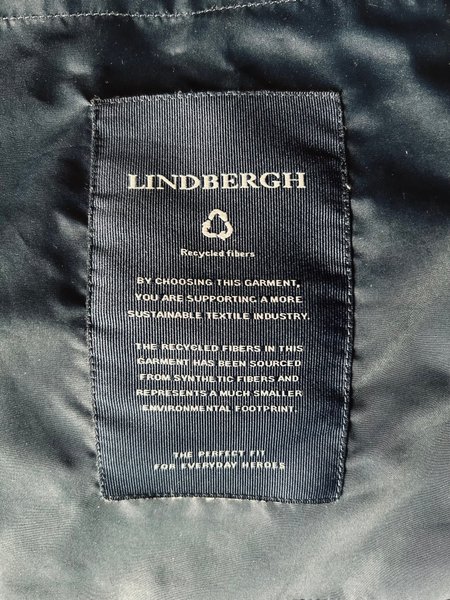 LINDBERGH
Recycled fibers
BY CHOOSING THIS GARMENT,
YOU ARE SUPPORTING A MORE
SUSTAINABLE TEXTILE INDUSTRY.
THE RECYCLED FIBERS IN THIS
GARMENT HAS BEEN SOURCED
FROM SYNTHETIC FIBERS AND
REPRESENTS A MUCH SMALLER
ENVIRONMENTAL FOOTPRINT.
THE PERFECT FIT
FOR EVERYDAY HEROES